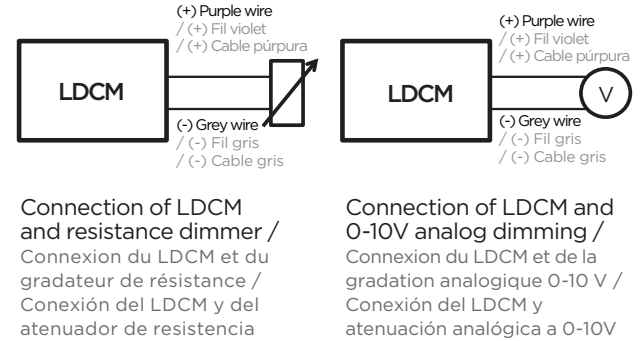 (+) Purple wire
/ (+) Fil violet
/ (+) Cable púrpura
LDCM
(-) Grey wire
/ (-) Fil gris
/ (-) Cable gris
Connection of LDCM
and resistance dimmer /
Connexion du LDCM et du
gradateur de résistance /
Conexión del LDCM y del
atenuador de resistencia
(+) Purple wire
/ (+) Fil violet
/ (+) Cable púrpura
LDCM
V
(-) Grey wire
/ (-) Fil gris
/ (-) Cable gris
Connection of LDCM and
0-10V analog dimming /
Connexion du LDCM et de la
gradation analogique 0-10 V /
Conexión del LDCM y
atenuación analógica a 0-10V